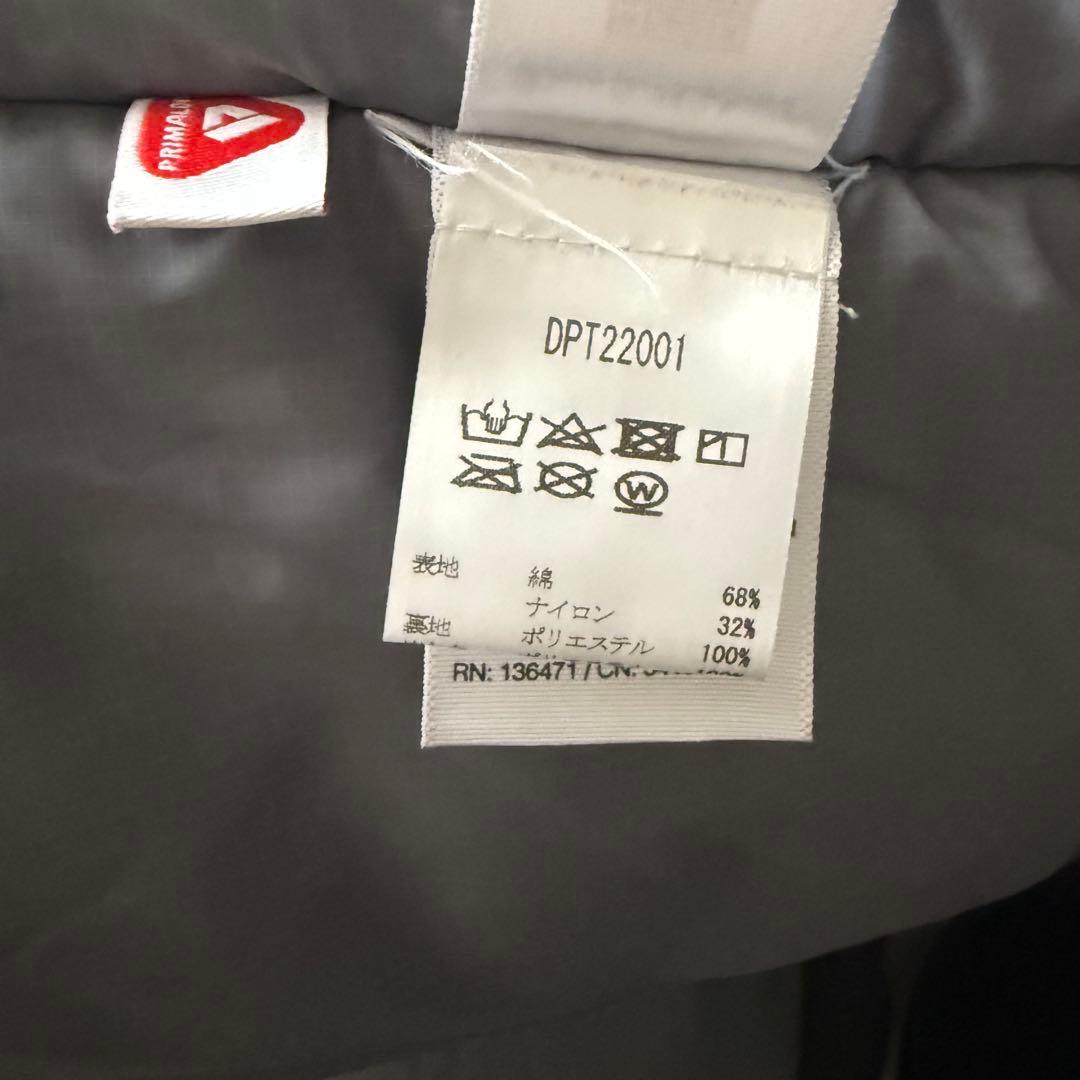 PRIMALO
DPT22001
W
表地 綿 68%
ナイロン 32%
裏地 ポリエステル 100%
RN: 136471 / CN: